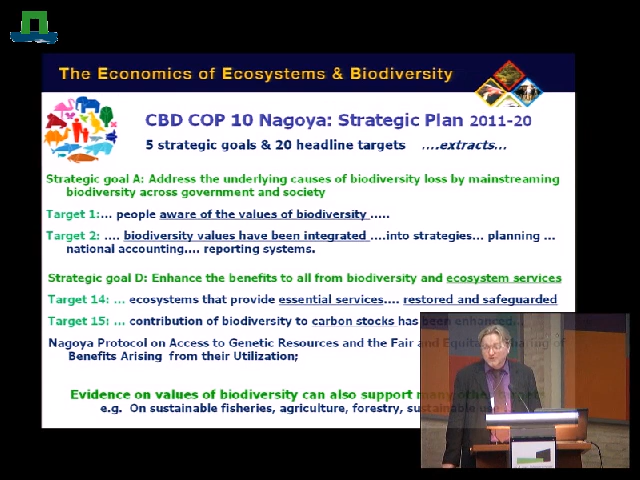 The Economics of Ecosystems & Biodiversity
CBD COP 10 Nagoya: Strategic Plan 2011-20
5 strategic goals & 20 headline targets ....extracts...
Strategic goal A: Address the underlying causes of biodiversity loss by mainstreaming
biodiversity across government and society
Target 1:... people aware of the values of biodiversity .....
Target 2: .... biodiversity values have been integrated ....into strategies... planning ...
national accounting.... reporting systems.
Strategic goal D: Enhance the benefits to all from biodiversity and ecosystem services
Target 14: ... ecosystems that provide essential services.... restored and safeguarded
Target 15: ... contribution of biodiversity to carbon stocks has been enhanced...
Nagoya Protocol on Access to Genetic Resources and the Fair and Equitable Sharing of
Benefits Arising from their Utilization;
Evidence on values of biodiversity can also support many other
e.g. On sustainable fisheries, agriculture, forestry, sustainable use